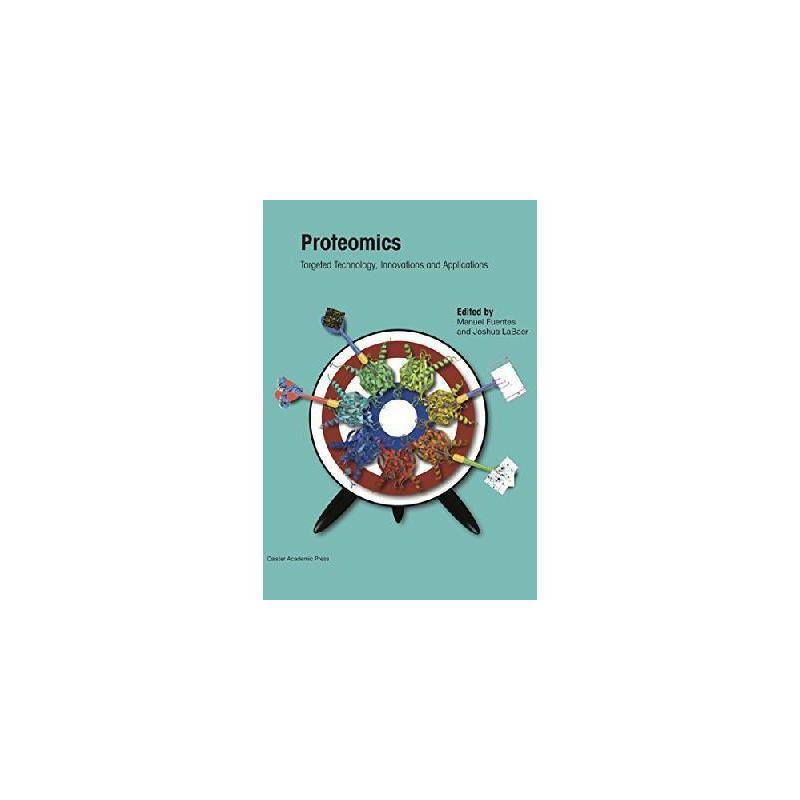 Proteomics
Targeted Technology, Innovations and Applications
Edited by
Manuel Fuentes
and Joshua LaBaer
Caister Academic Press